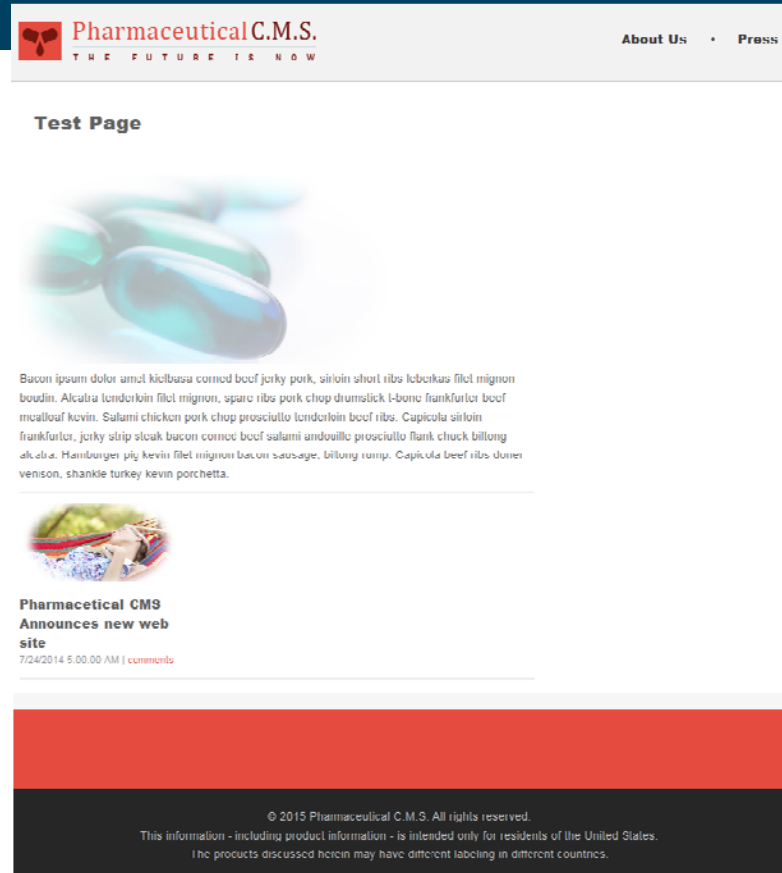 Pharmaceutical C.M.S.
THE FUTURE IS NOW
About Us • Press
Test Page
Bacon ipsum dolor amet kielbasa corned beef jerky pork, sirloin short ribs leberkas filet mignon
boudin. Alcatra tenderloin filet mignon, spare ribs pork chop drumstick t-bone frankfurter beef
meatloaf kevin. Salami chicken pork chop prosciutto tenderloin beef ribs. Capicola sirloin
frankfurter, jerky strip steak bacon corned beef salami andouille prosciutto flank chuck biltong
alcatra. Hamburger pig kevin filet mignon bacon sausage, biltong rump. Capicola beef ribs doner
venison, shankle turkey kevin porchetta.
Pharmacetical CMS
Announces new web
site
7/24/2014 5:00:00 AM | comments
© 2015 Pharmaceutical C.M.S. All rights reserved.
This information - including product information - is intended only for residents of the United States.
The products discussed herein may have different labeling in different countries.